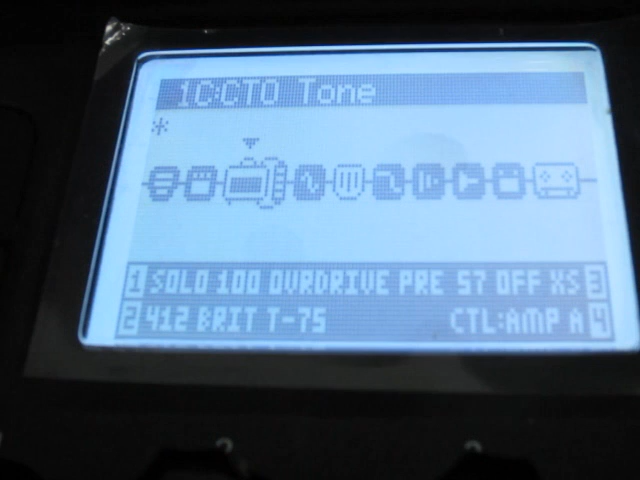 1C:CTO Tone
*
1 SOLO 100 OVRDRIVE PRE 57 OFF XS 3
2 412 BRIT T-75 CTL:AMP A 4